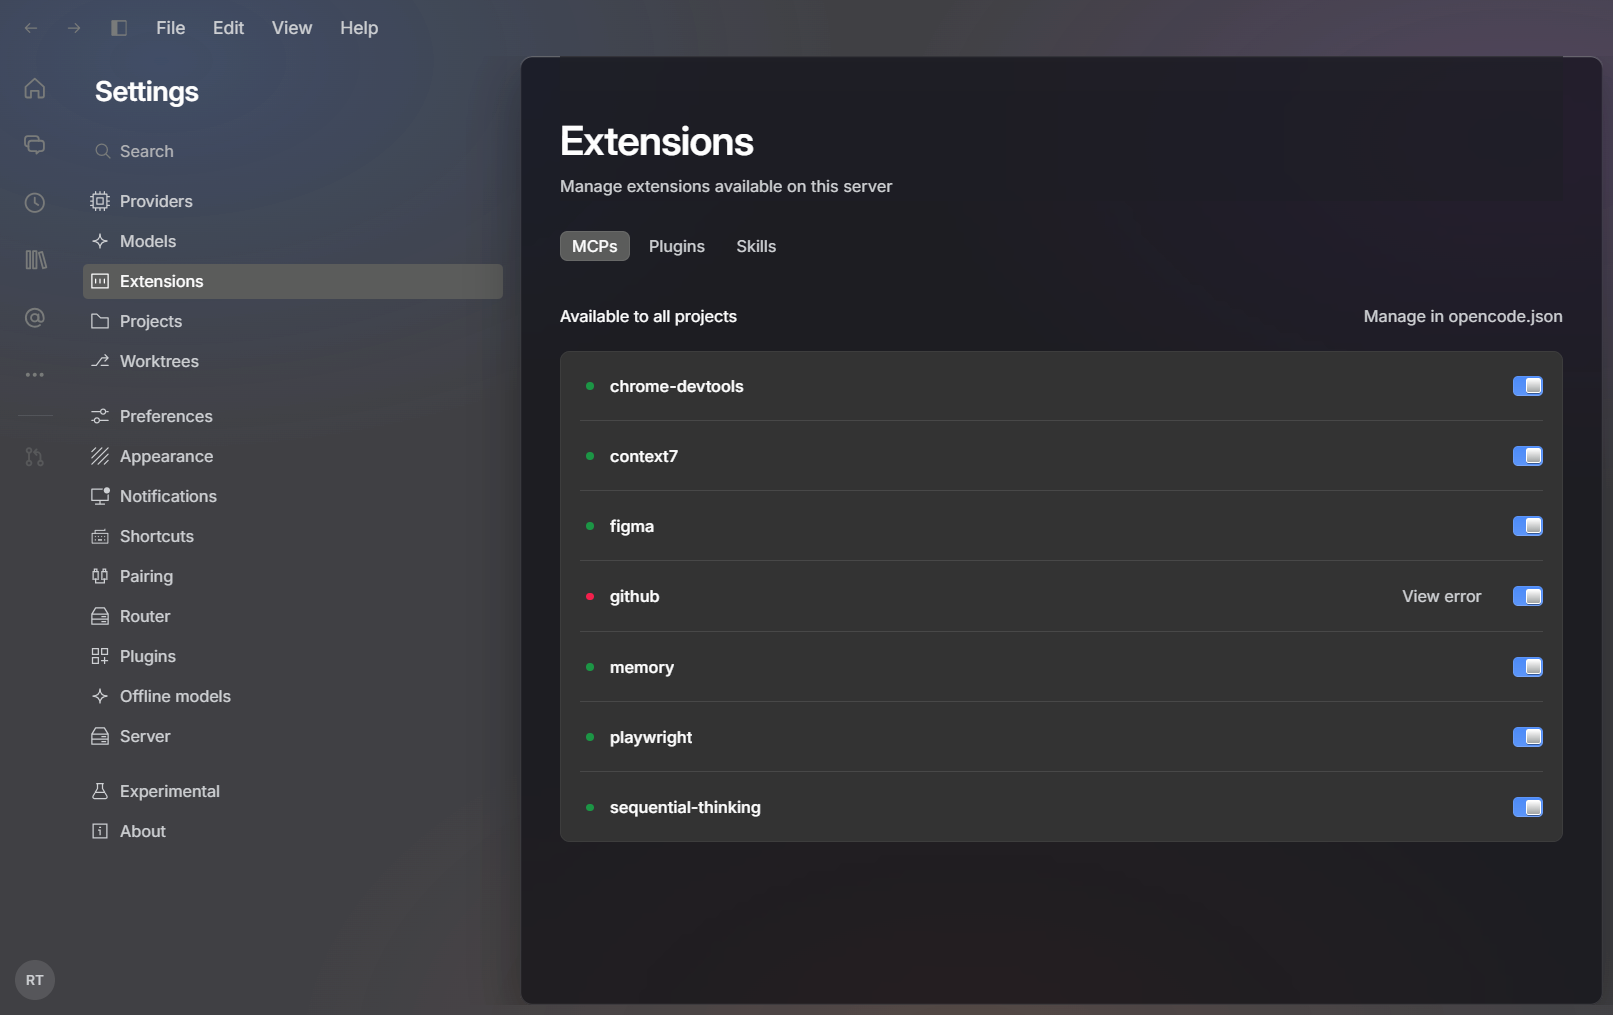 File Edit View Help
Settings
Search
Providers
Models
Extensions
Projects
Worktrees
Preferences
Appearance
Notifications
Shortcuts
Pairing
Router
Plugins
Offline models
Server
Experimental
About
RT
Extensions
Manage extensions available on this server
MCPs Plugins Skills
Available to all projects Manage in opencode.json
chrome-devtools
context7
figma
github View error
memory
playwright
sequential-thinking